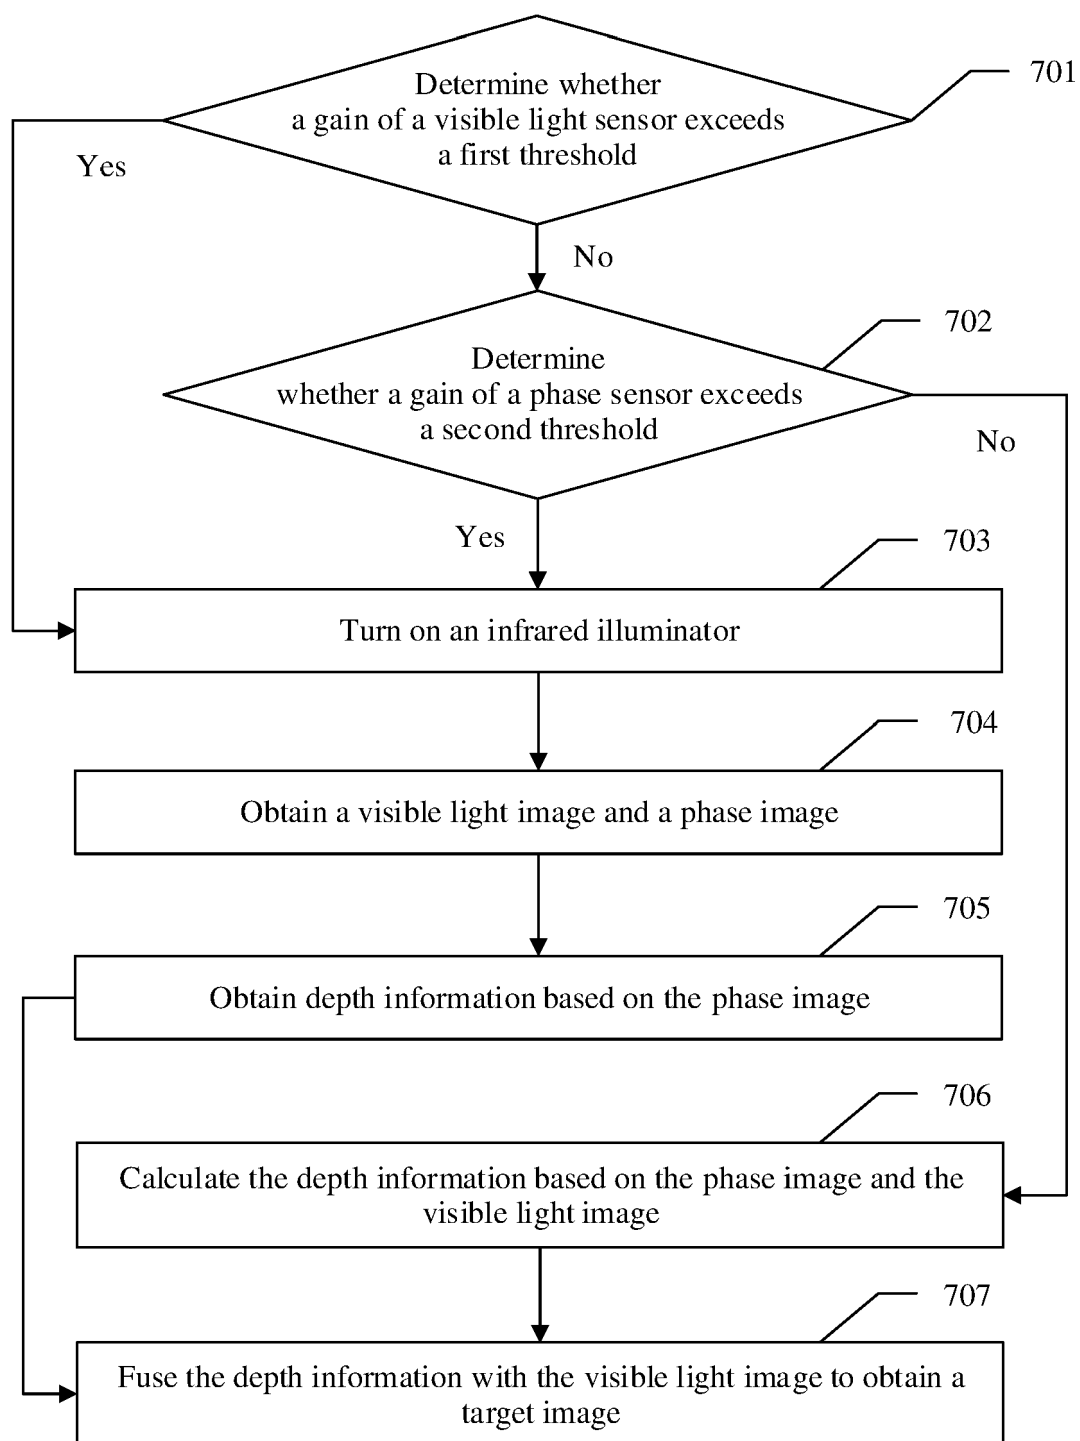 Determine whether
a gain of a visible light sensor exceeds
a first threshold
701
Yes
No
Determine
whether a gain of a phase sensor exceeds
a second threshold
702
No
Yes
703
Turn on an infrared illuminator
704
Obtain a visible light image and a phase image
705
Obtain depth information based on the phase image
706
Calculate the depth information based on the phase image and the
visible light image
707
Fuse the depth information with the visible light image to obtain a
target image